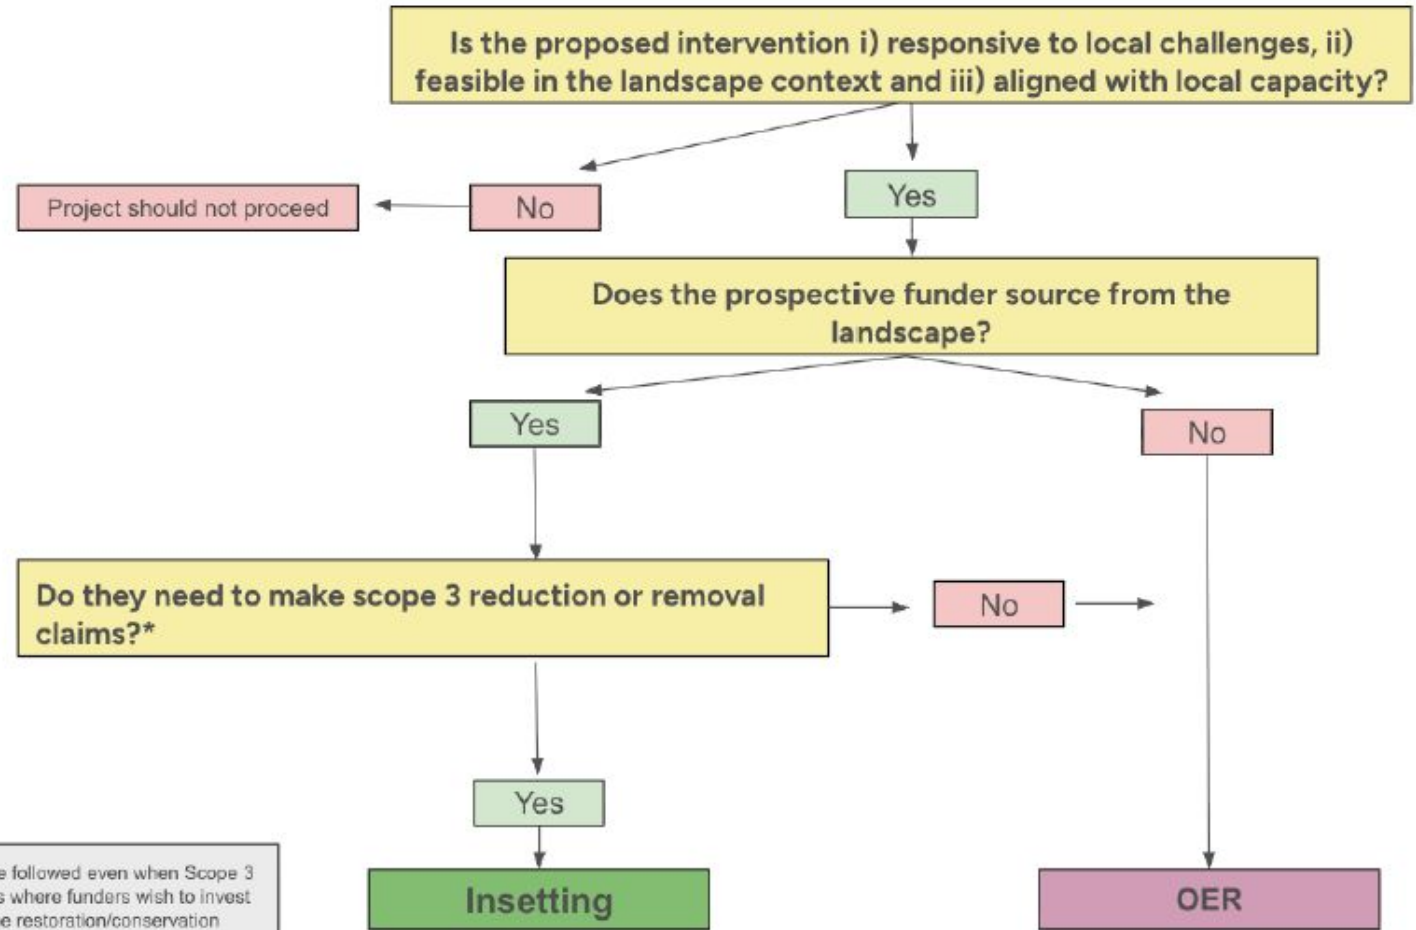 Is the proposed intervention i) responsive to local challenges, ii)
feasible in the landscape context and iii) aligned with local capacity?
Project should not proceed
No
Yes
Does the prospective funder source from the
landscape?
Yes
No
Do they need to make scope 3 reduction or removal
claims?*
No
Yes
e followed even when Scope 3
s where funders wish to invest
e restoration/conservation
Insetting
OER